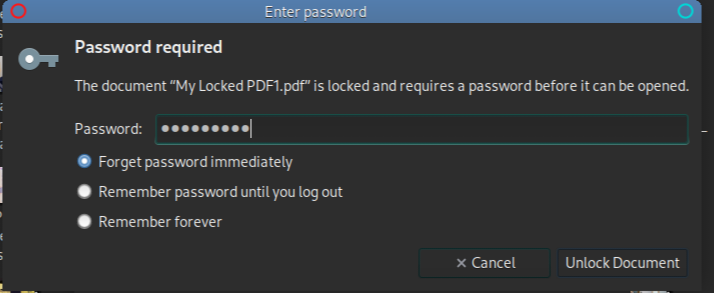 Enter password
Password required
The document “My Locked PDF1.pdf” is locked and requires a password before it can be opened.
Password: ●●●●●●●●●
Forget password immediately
Remember password until you log out
Remember forever
× Cancel Unlock Document